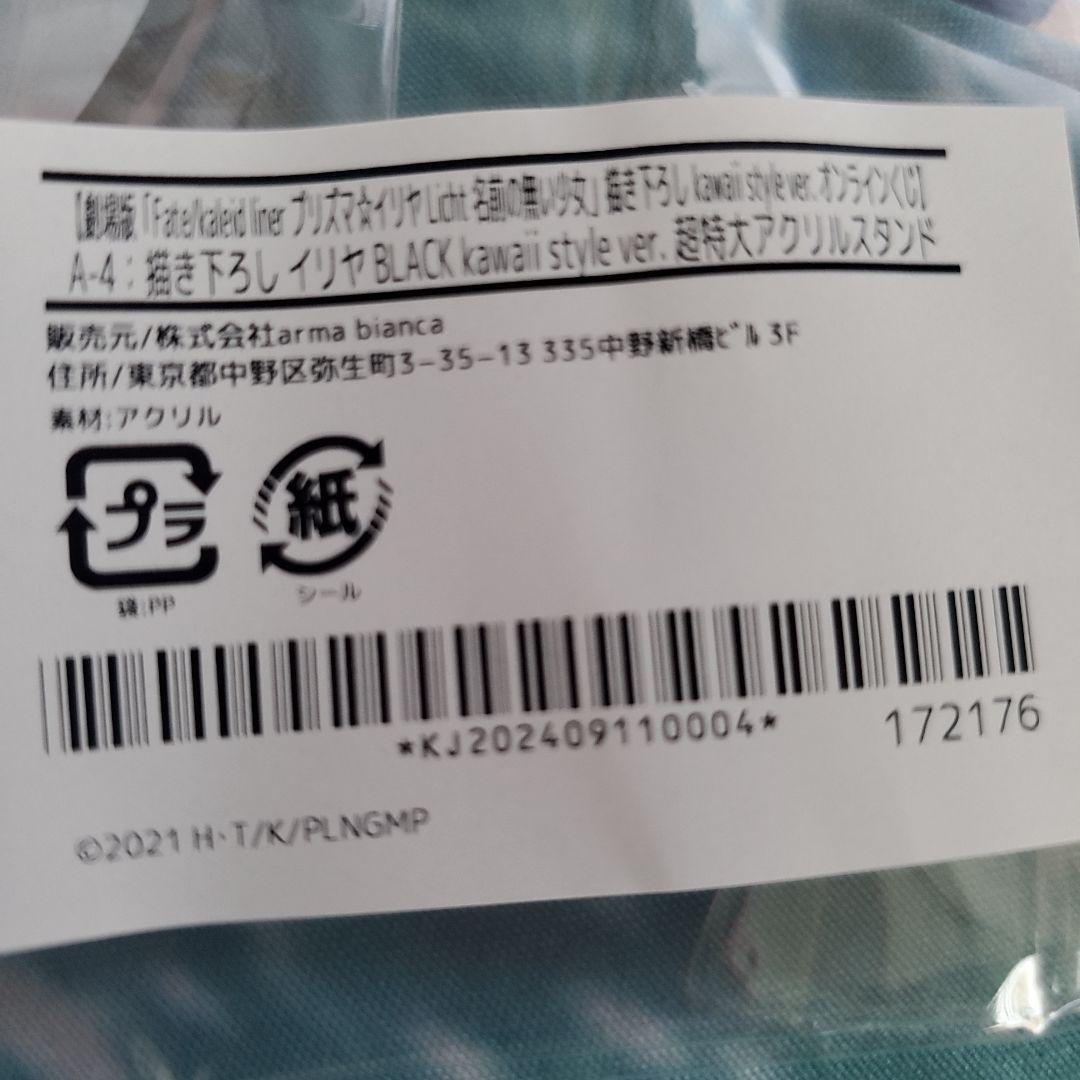 【劇場版「Fate/kaleid liner プリズマ☆イリヤ Licht 名前の無い少女」描き下ろし kawaii style ver. オンラインくじ】
A-4：描き下ろし イリヤ BLACK kawaii style ver. 超特大アクリルスタンド
販売元/株式会社arma bianca
住所/東京都中野区弥生町3-35-13 335中野新橋ビル 3F
素材:アクリル
プラ
紙
袋:PP
シール
*KJ202409110004*
172176
©2021 H・T/K/PLNGMP